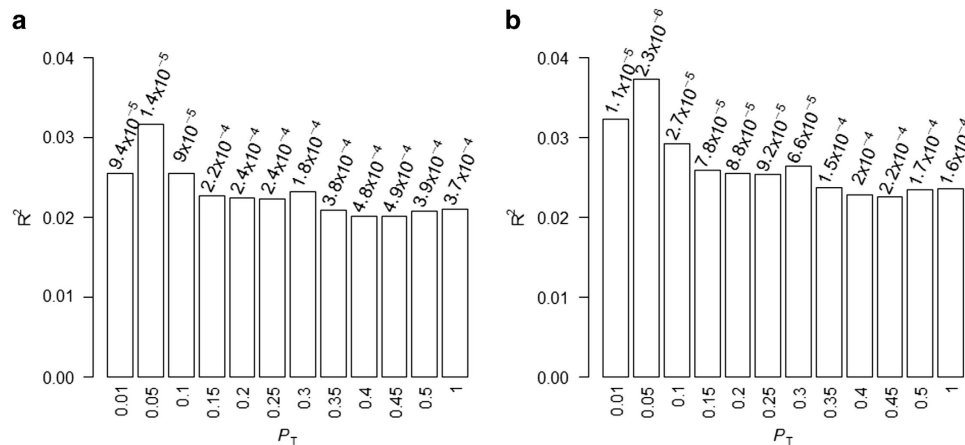 a
R²
0.04
0.03
0.02
0.01
0.00
9.4x10⁻⁵
1.4x10⁻⁵
9x10⁻⁵
2.2x10⁻⁴
2.4x10⁻⁴
2.4x10⁻⁴
1.8x10⁻⁴
3.8x10⁻⁴
4.8x10⁻⁴
4.9x10⁻⁴
3.9x10⁻⁴
3.7x10⁻⁴
0.01
0.05
0.1
0.15
0.2
0.25
0.3
0.35
0.4
0.45
0.5
1
P_T
b
R²
0.04
0.03
0.02
0.01
0.00
1.1x10⁻⁵
2.3x10⁻⁶
2.7x10⁻⁵
7.8x10⁻⁵
8.8x10⁻⁵
9.2x10⁻⁵
6.6x10⁻⁵
1.5x10⁻⁴
2x10⁻⁴
2.2x10⁻⁴
1.7x10⁻⁴
1.6x10⁻⁴
0.01
0.05
0.1
0.15
0.2
0.25
0.3
0.35
0.4
0.45
0.5
1
P_T